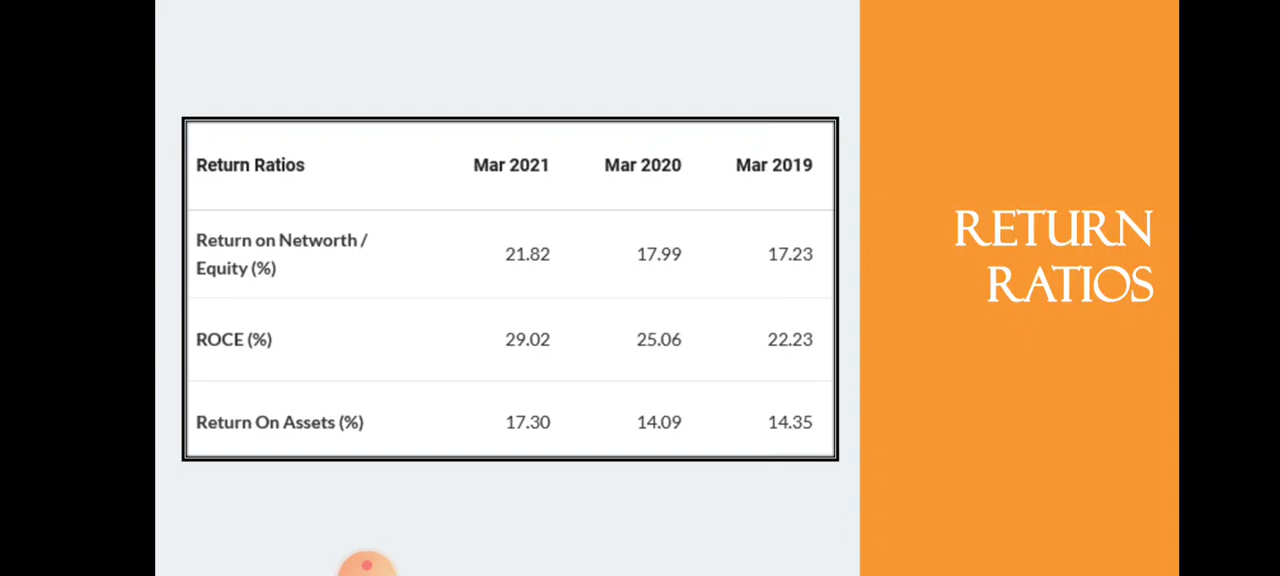 Return Ratios Mar 2021 Mar 2020 Mar 2019
Return on Networth /
Equity (%) 21.82 17.99 17.23
ROCE (%) 29.02 25.06 22.23
Return On Assets (%) 17.30 14.09 14.35
RETURN
RATIOS